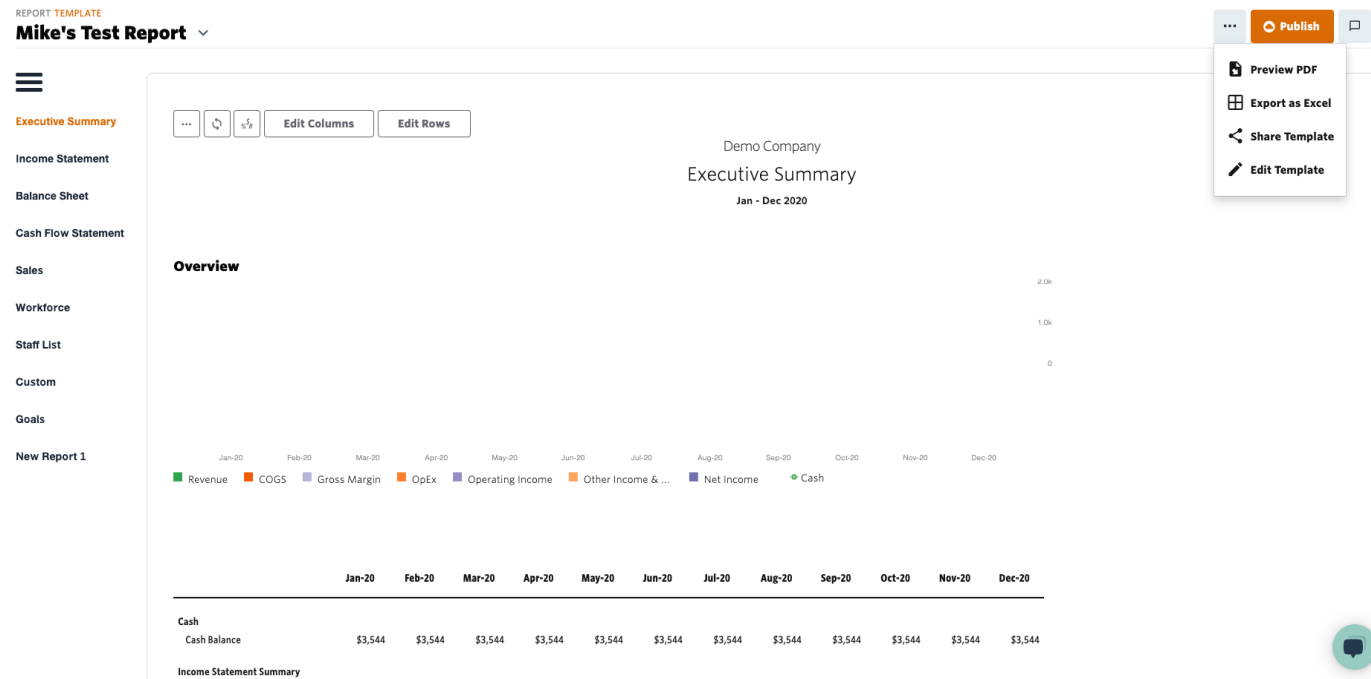 REPORT TEMPLATE
Mike's Test Report
... Publish
Preview PDF
Export as Excel
Share Template
Edit Template
Executive Summary
Income Statement
Balance Sheet
Cash Flow Statement
Sales
Workforce
Staff List
Custom
Goals
New Report 1
... Edit Columns Edit Rows
Demo Company
Executive Summary
Jan - Dec 2020
Overview
2.0k
1.0k
0
Jan-20 Feb-20 Mar-20 Apr-20 May-20 Jun-20 Jul-20 Aug-20 Sep-20 Oct-20 Nov-20 Dec-20
Revenue COGS Gross Margin OpEx Operating Income Other Income & ... Net Income Cash
Jan-20 Feb-20 Mar-20 Apr-20 May-20 Jun-20 Jul-20 Aug-20 Sep-20 Oct-20 Nov-20 Dec-20
Cash
Cash Balance $3,544 $3,544 $3,544 $3,544 $3,544 $3,544 $3,544 $3,544 $3,544 $3,544 $3,544 $3,544
Income Statement Summary